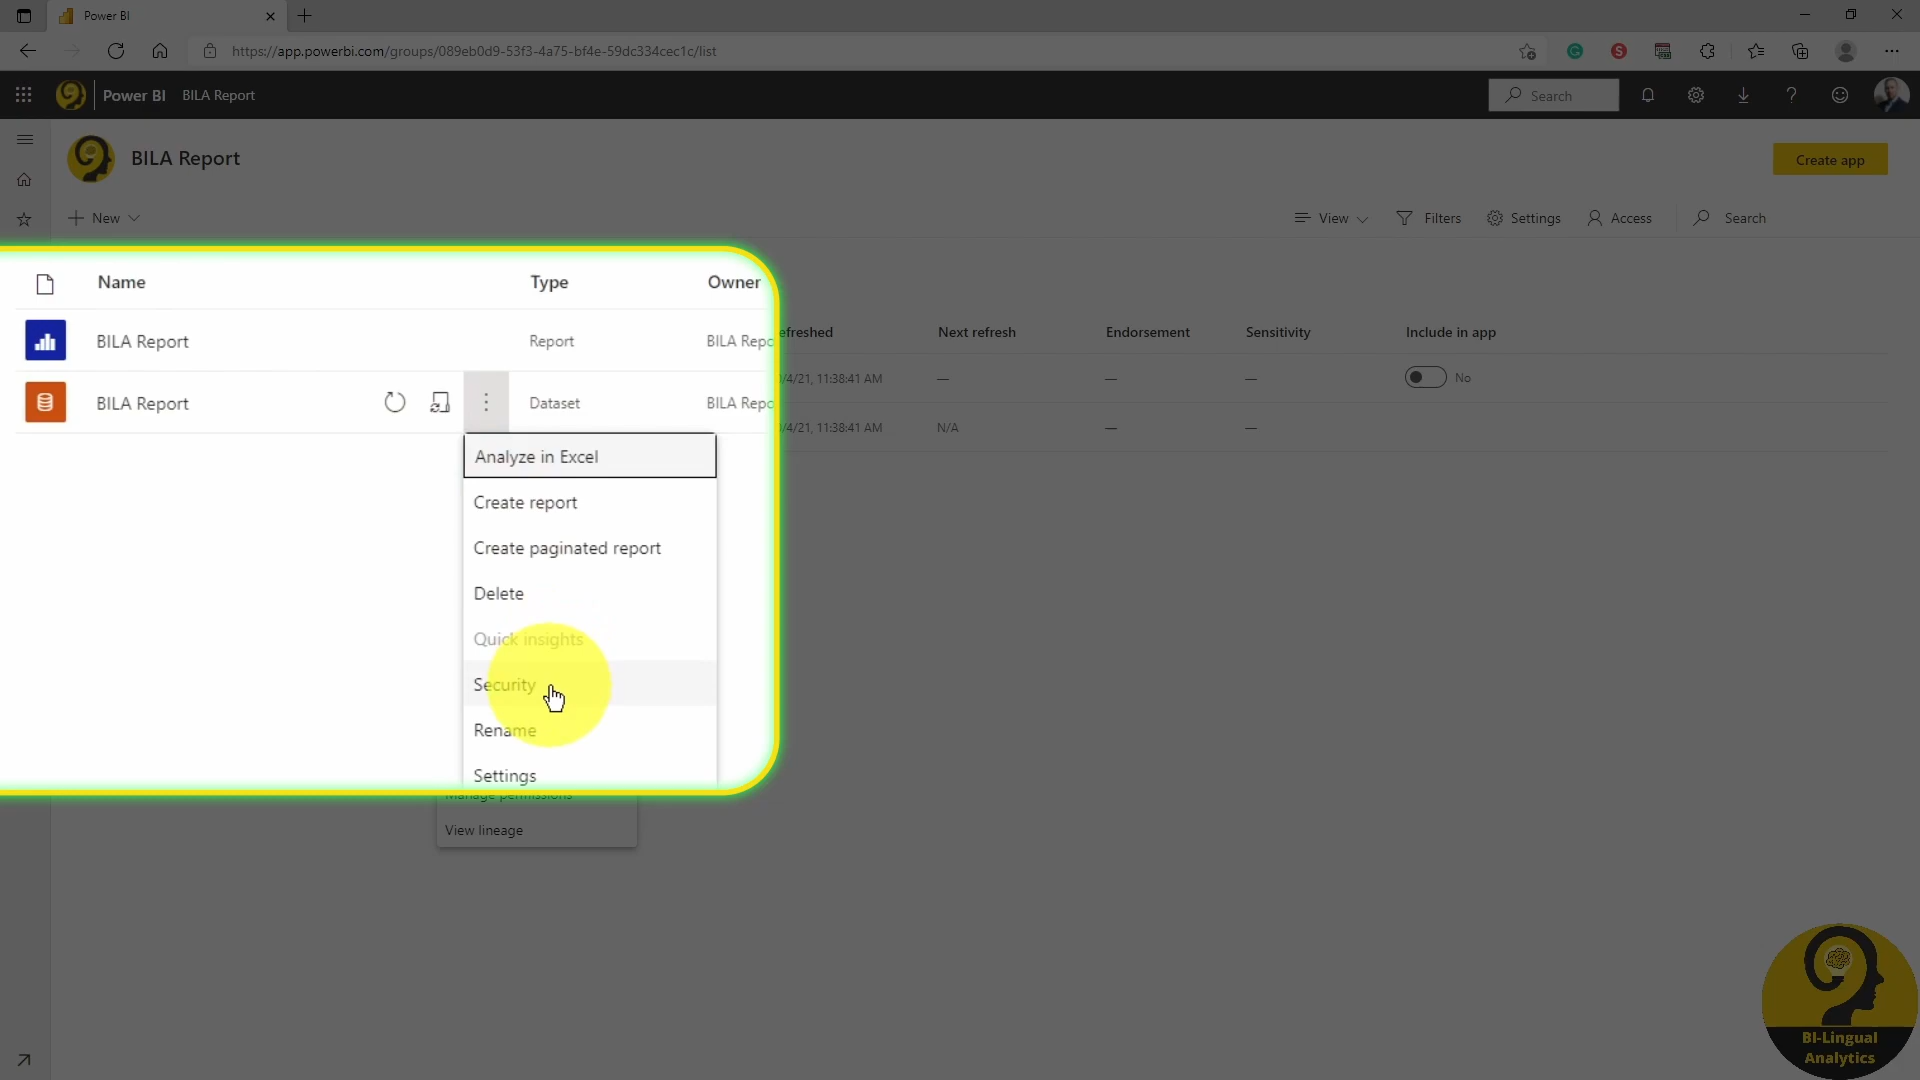 Power BI
https://app.powerbi.com/groups/089eb0d9-53f3-4a75-bf4e-59dc334cec1c/list
Power BI BILA Report
Search
BILA Report
Create app
New
View Filters Settings Access Search
Name Type Owner
efreshed Next refresh Endorsement Sensitivity Include in app
BILA Report Report BILA Repo
/4/21, 11:38:41 AM — — — No
BILA Report Dataset BILA Repo
/4/21, 11:38:41 AM N/A — —
Analyze in Excel
Create report
Create paginated report
Delete
Quick insights
Security
Rename
Settings
Manage permissions
View lineage
BI-Lingual
Analytics